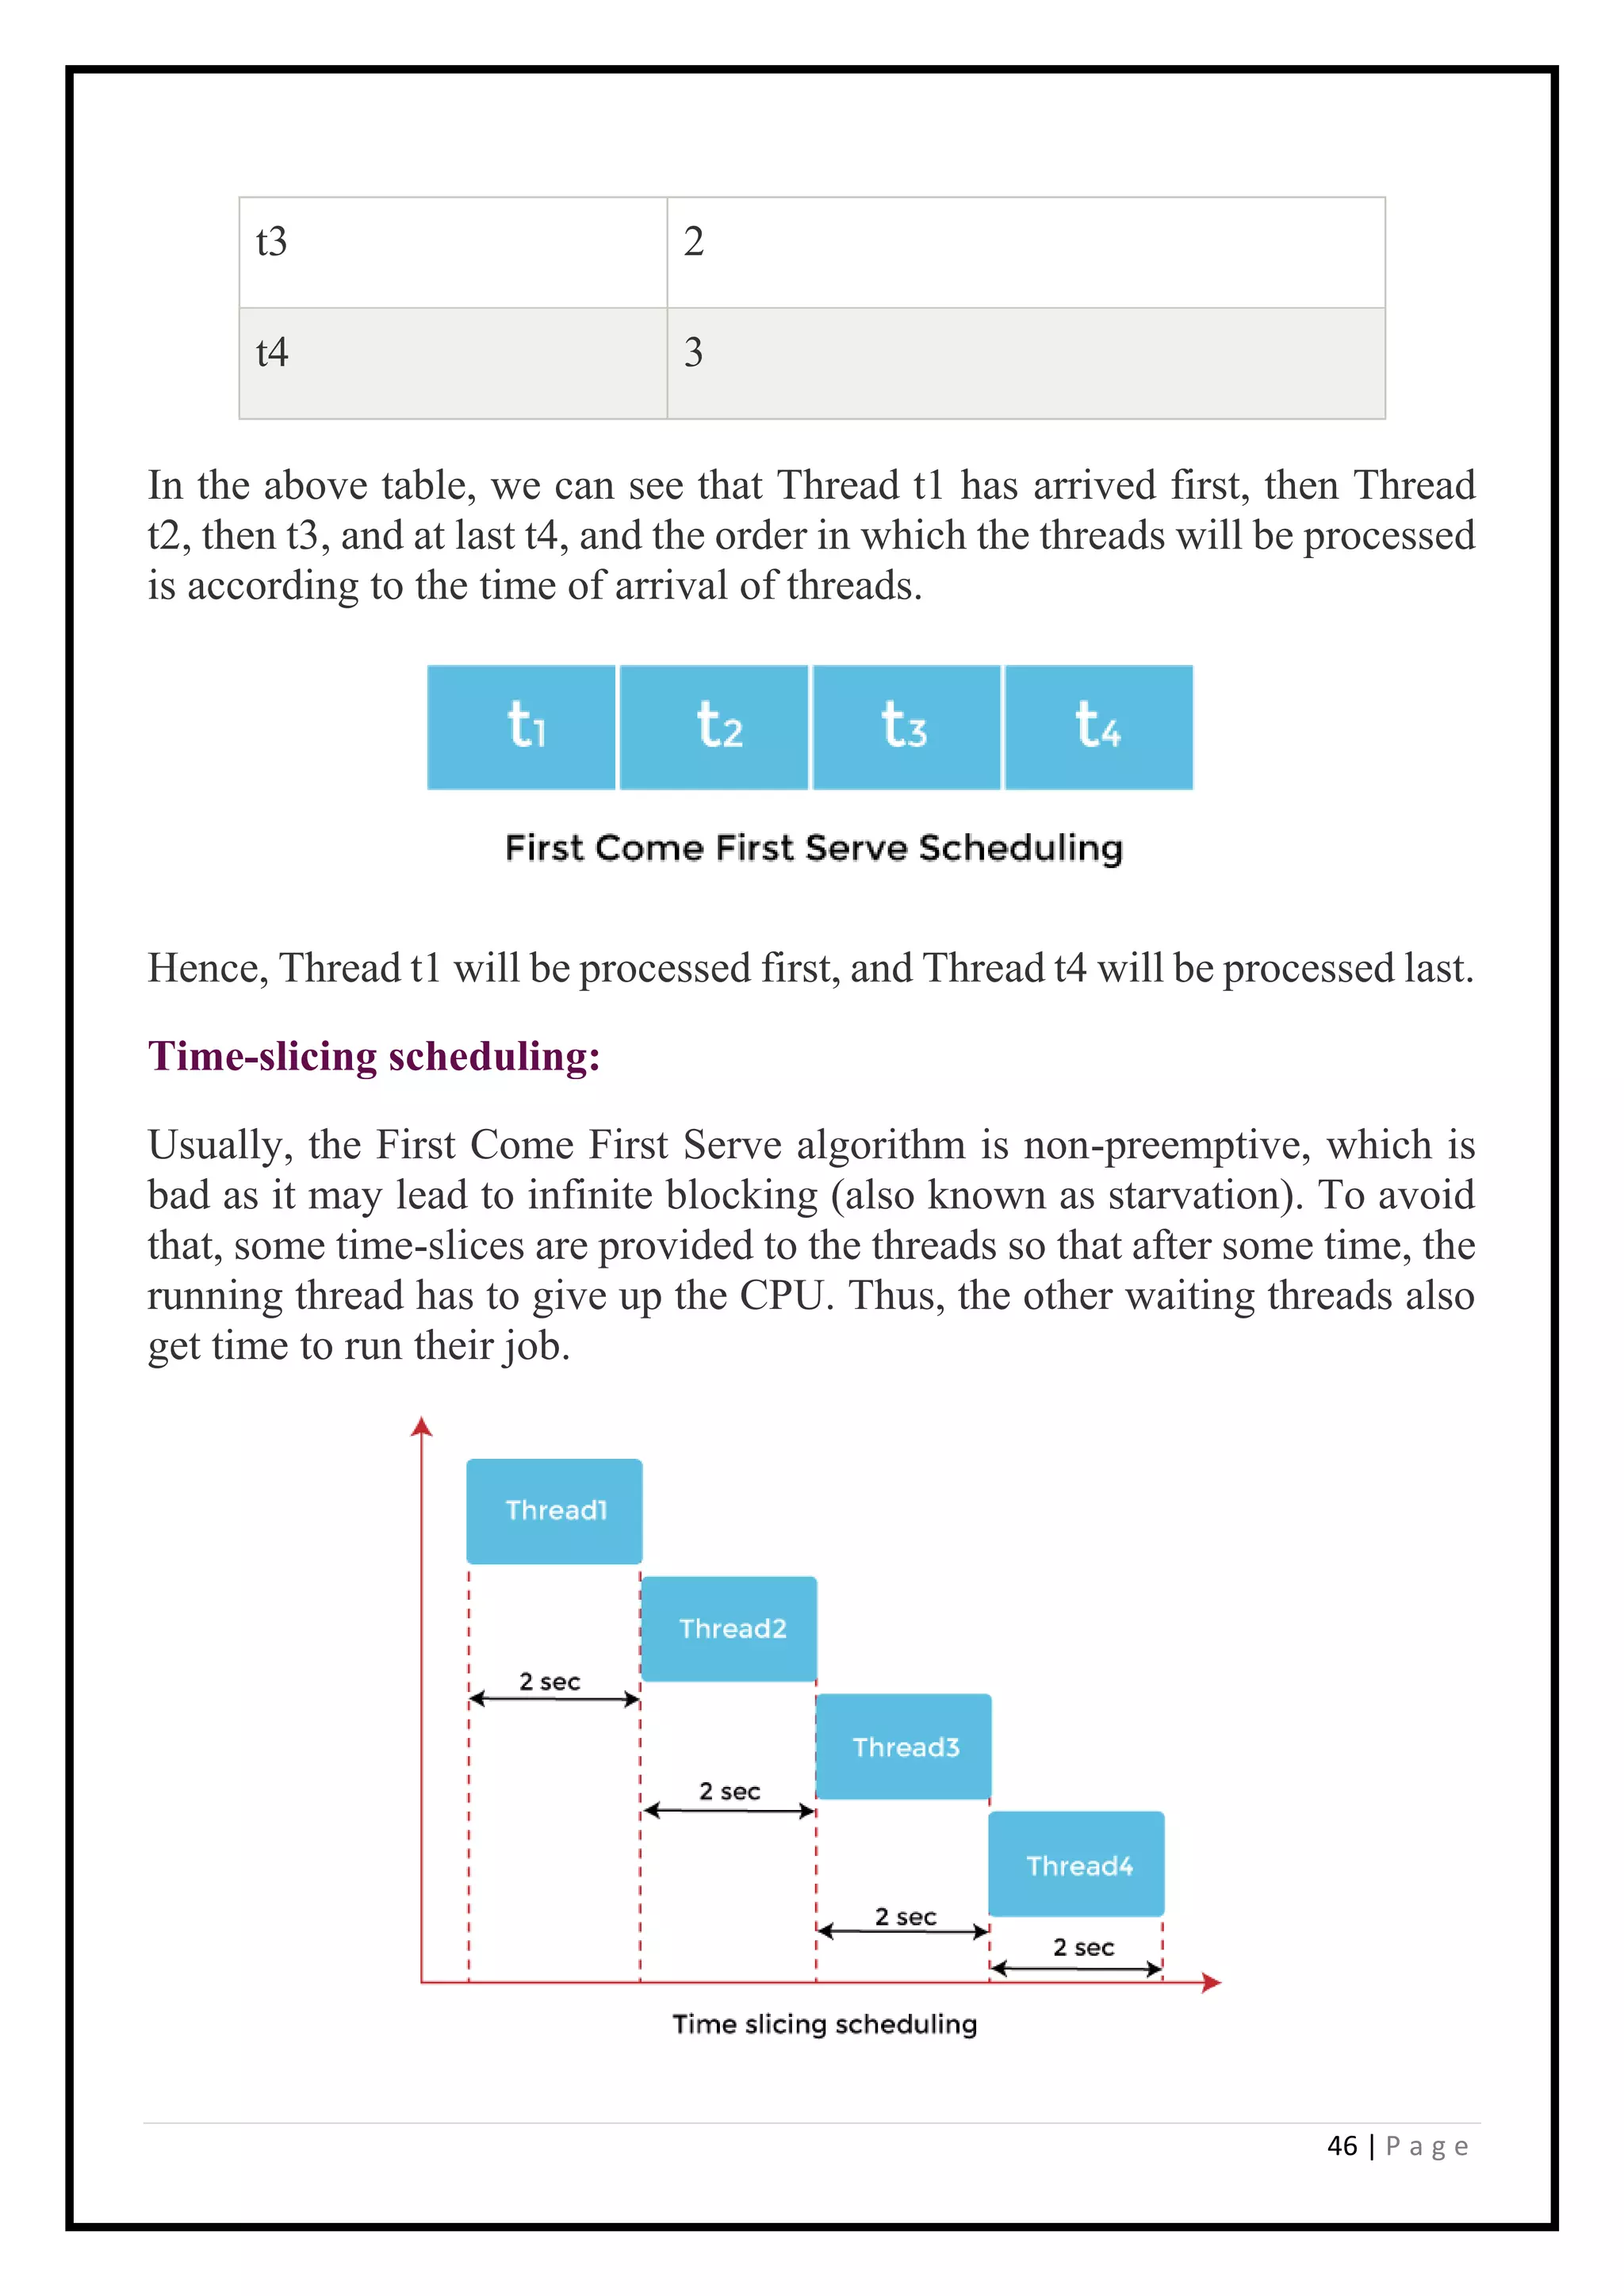 t3 2
t4 3
In the above table, we can see that Thread t1 has arrived first, then Thread
t2, then t3, and at last t4, and the order in which the threads will be processed
is according to the time of arrival of threads.
t1 t2 t3 t4
First Come First Serve Scheduling
Hence, Thread t1 will be processed first, and Thread t4 will be processed last.
Time-slicing scheduling:
Usually, the First Come First Serve algorithm is non-preemptive, which is
bad as it may lead to infinite blocking (also known as starvation). To avoid
that, some time-slices are provided to the threads so that after some time, the
running thread has to give up the CPU. Thus, the other waiting threads also
get time to run their job.
Thread1
Thread2
2 sec
Thread3
2 sec
Thread4
2 sec
2 sec
Time slicing scheduling
46 | P a g e